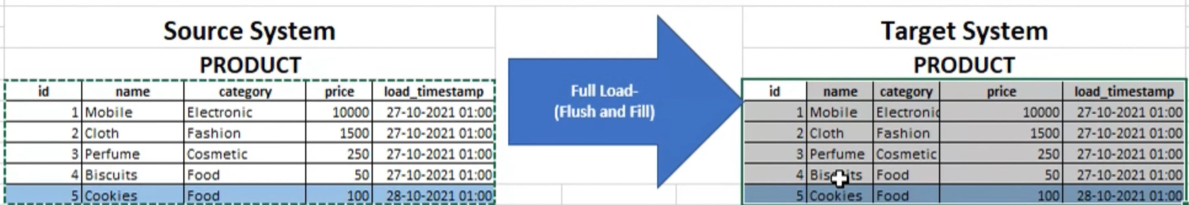 Source System
PRODUCT
id name category price load_timestamp
1 Mobile Electronic 10000 27-10-2021 01:00
2 Cloth Fashion 1500 27-10-2021 01:00
3 Perfume Cosmetic 250 27-10-2021 01:00
4 Biscuits Food 50 27-10-2021 01:00
5 Cookies Food 100 28-10-2021 01:00
Full Load-
(Flush and Fill)
Target System
PRODUCT
id name category price load_timestamp
1 Mobile Electronic 10000 27-10-2021 01:00
2 Cloth Fashion 1500 27-10-2021 01:00
3 Perfume Cosmetic 250 27-10-2021 01:00
4 Biscuits Food 50 27-10-2021 01:00
5 Cookies Food 100 28-10-2021 01:00